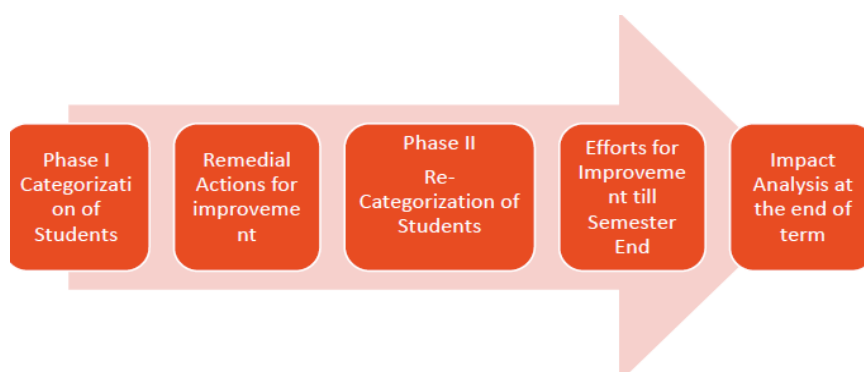 Phase I
Categorizati
on of
Students
Remedial
Actions for
improveme
nt
Phase II
Re-
Categorization of
Students
Efforts for
Improveme
nt till
Semester
End
Impact
Analysis at
the end of
term